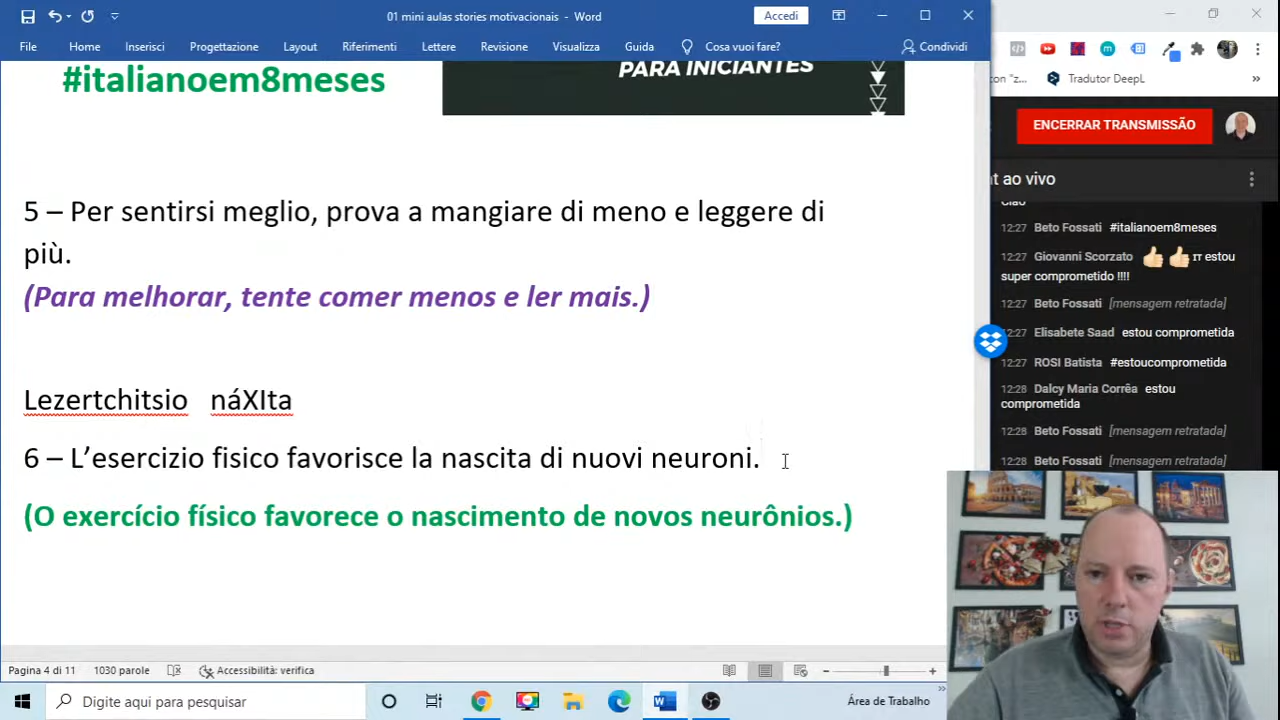 01 mini aulas stories motivacionais - Word
Accedi
File Home Inserisci Progettazione Layout Riferimenti Lettere Revisione Visualizza Guida Cosa vuoi fare? Condividi
#italianoem8meses
PARA INICIANTES
5 – Per sentirsi meglio, prova a mangiare di meno e leggere di
più.
(Para melhorar, tente comer menos e ler mais.)
Lezertchitsio náXIta
6 – L’esercizio fisico favorisce la nascita di nuovi neuroni.
(O exercício físico favorece o nascimento de novos neurônios.)
Pagina 4 di 11 1030 parole Accessibilità: verifica
Digite aqui para pesquisar
Área de Trabalho
con "z... Tradutor DeepL
ENCERRAR TRANSMISSÃO
t ao vivo
Ciao
12:27 Beto Fossati #italianoem8meses
12:27 Giovanni Scorzato 👍🏻 👍🏻 rr estou
super comprometido !!!!
12:27 Beto Fossati [mensagem retratada]
12:27 Elisabete Saad estou comprometida
12:27 ROSI Batista #estoucomprometida
12:28 Dalcy Maria Corrêa estou
comprometida
12:28 Beto Fossati [mensagem retratada]
12:28 Beto Fossati [mensagem retratada]